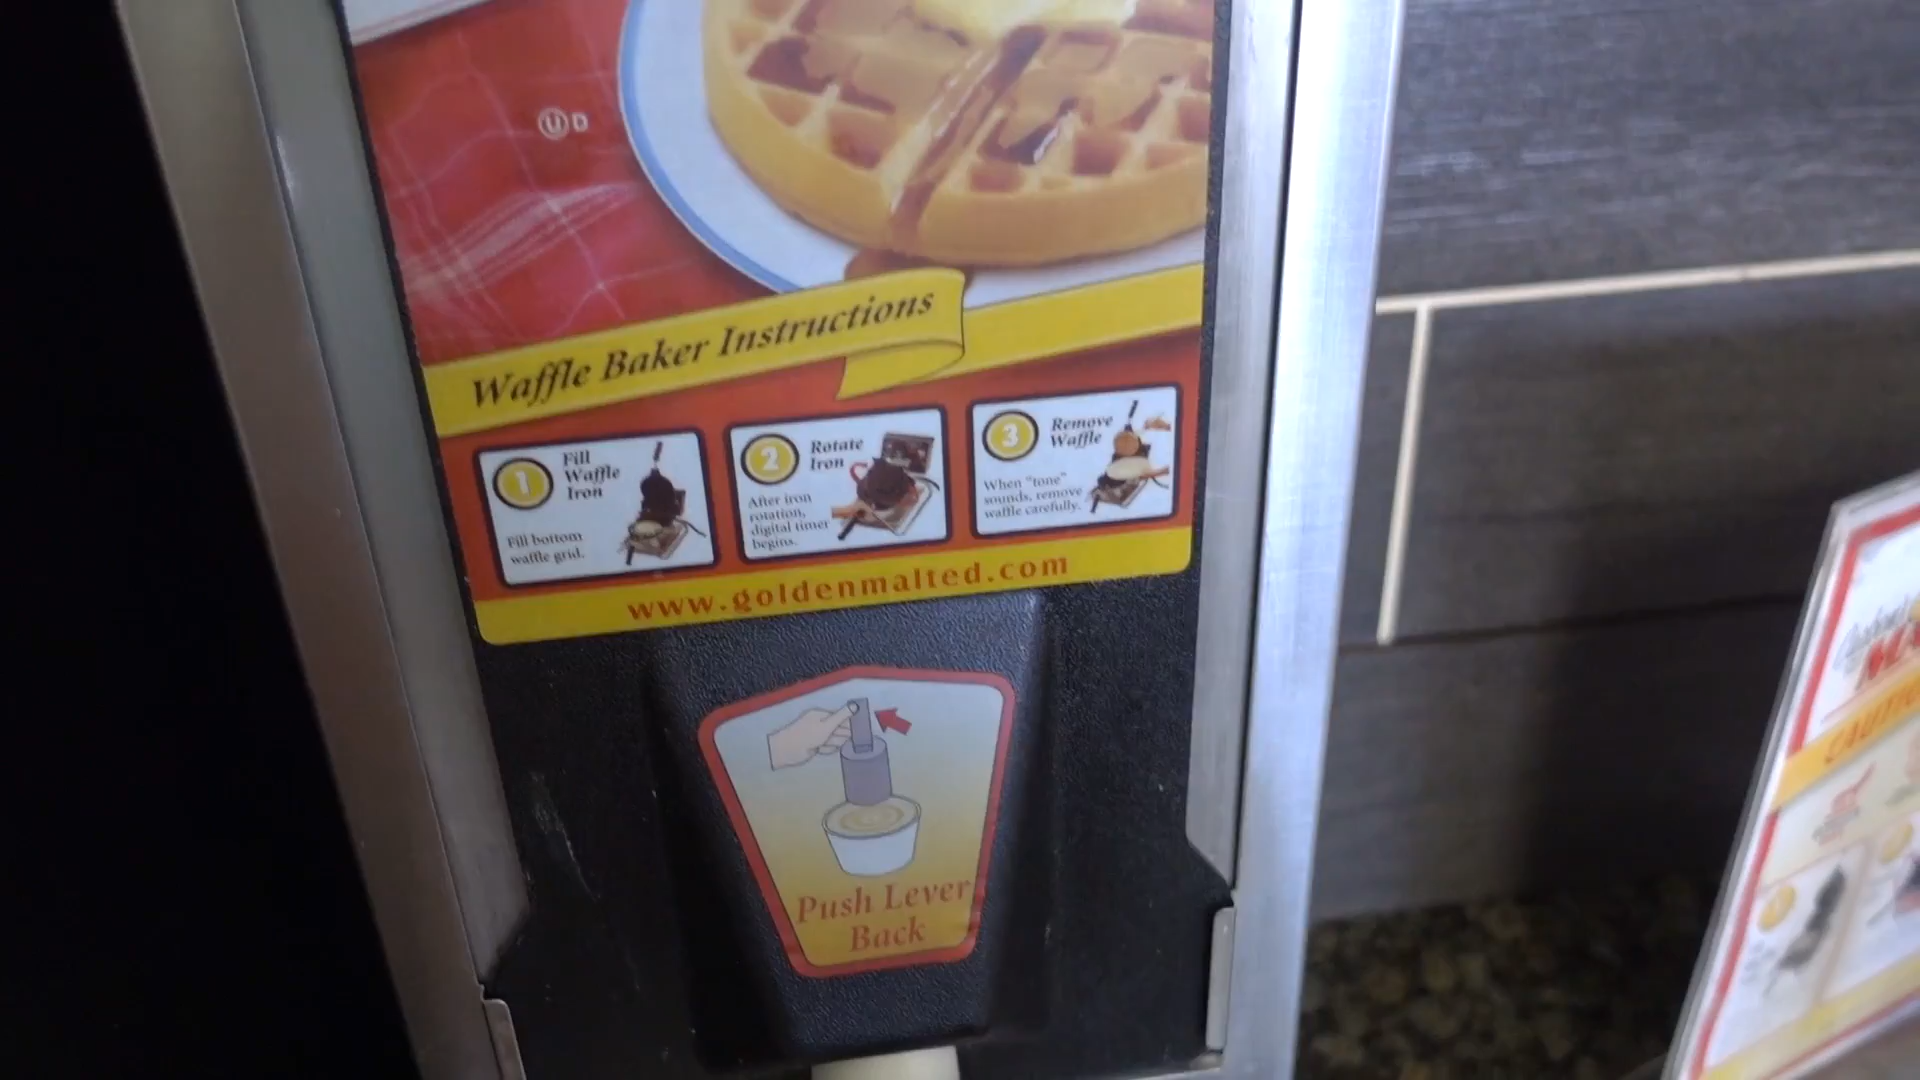 Ⓤ D
Waffle Baker Instructions
1
Fill
Waffle
Iron
Fill bottom
waffle grid.
2
Rotate
Iron
After iron
rotation,
digital timer
begins.
3
Remove
Waffle
When "tone"
sounds, remove
waffle carefully.
www.goldenmalted.com
Push Lever
Back